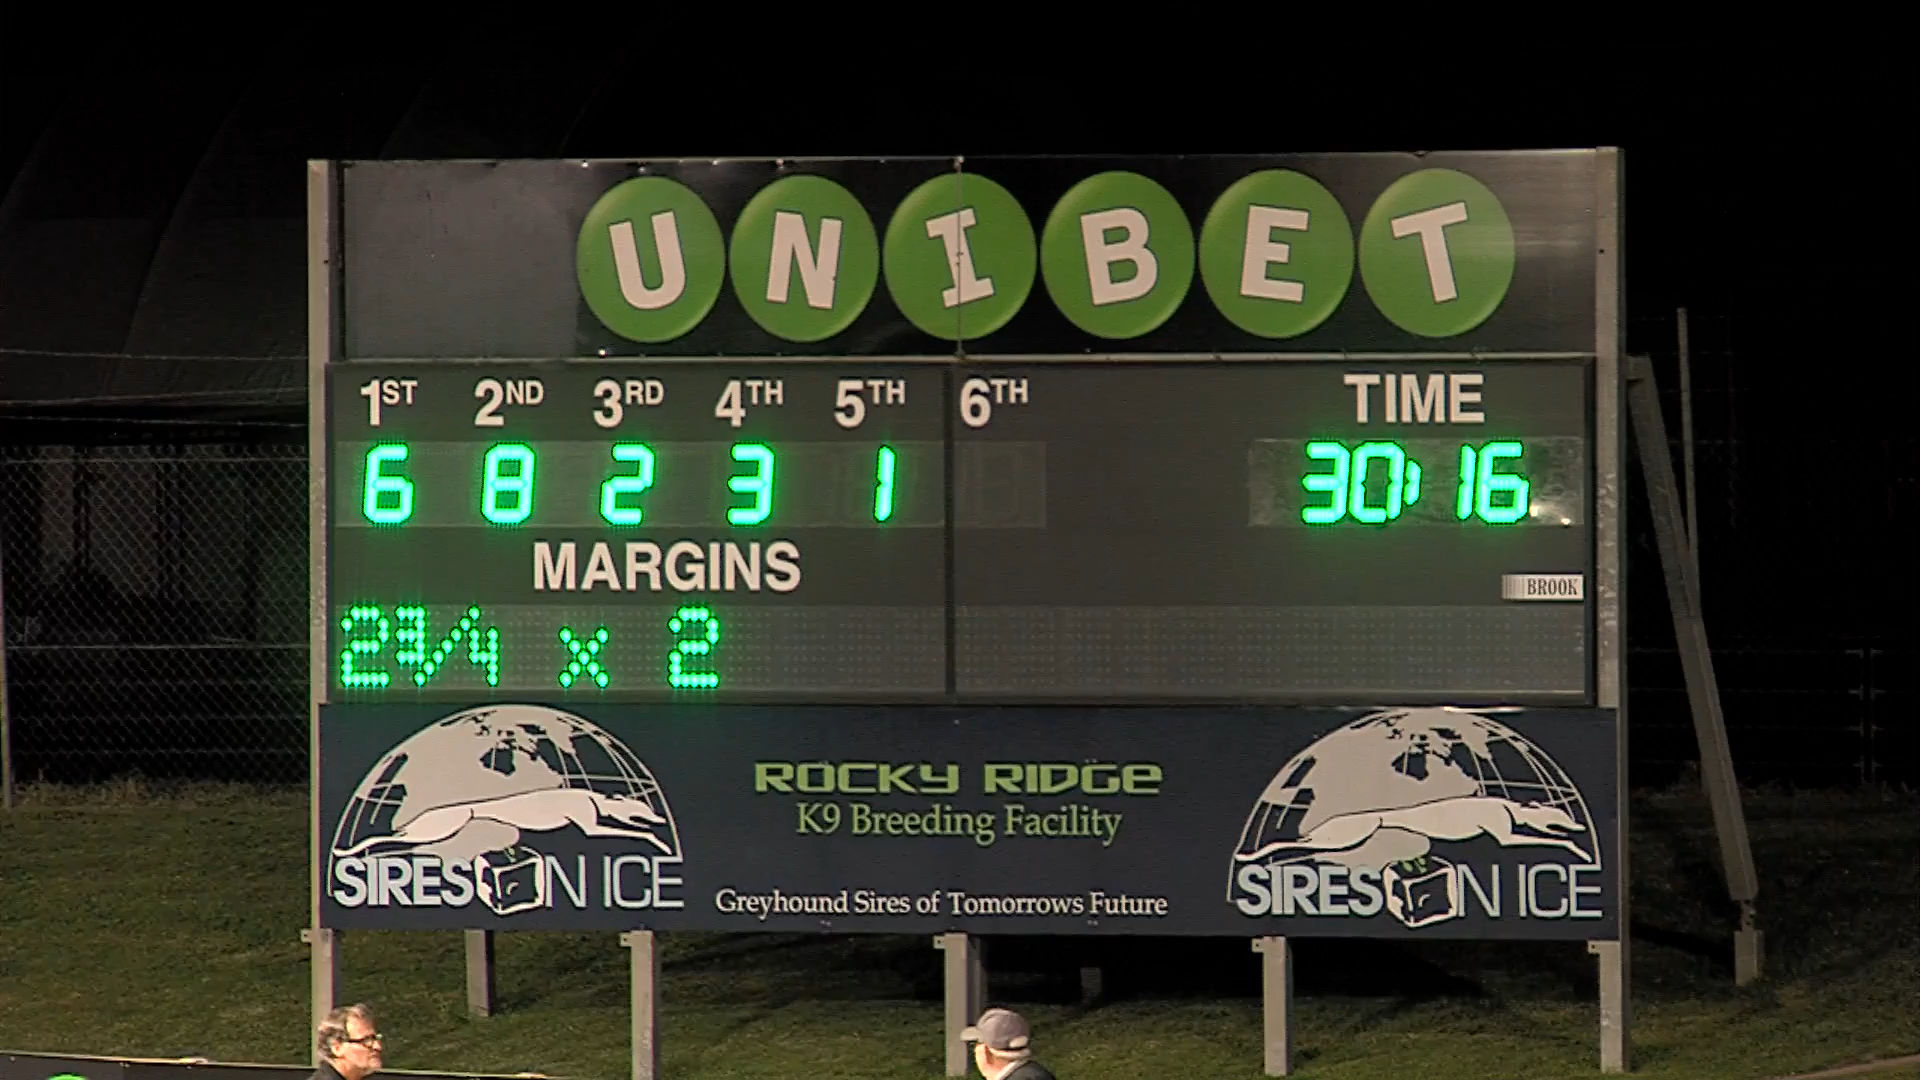 UNIBET
1ST 2ND 3RD 4TH 5TH 6TH TIME
6 8 2 3 1 30:16
MARGINS
BROOK
2¾ x 2
ROCKY RIDGE
K9 Breeding Facility
SIRES ON ICE
Greyhound Sires of Tomorrows Future
SIRES ON ICE